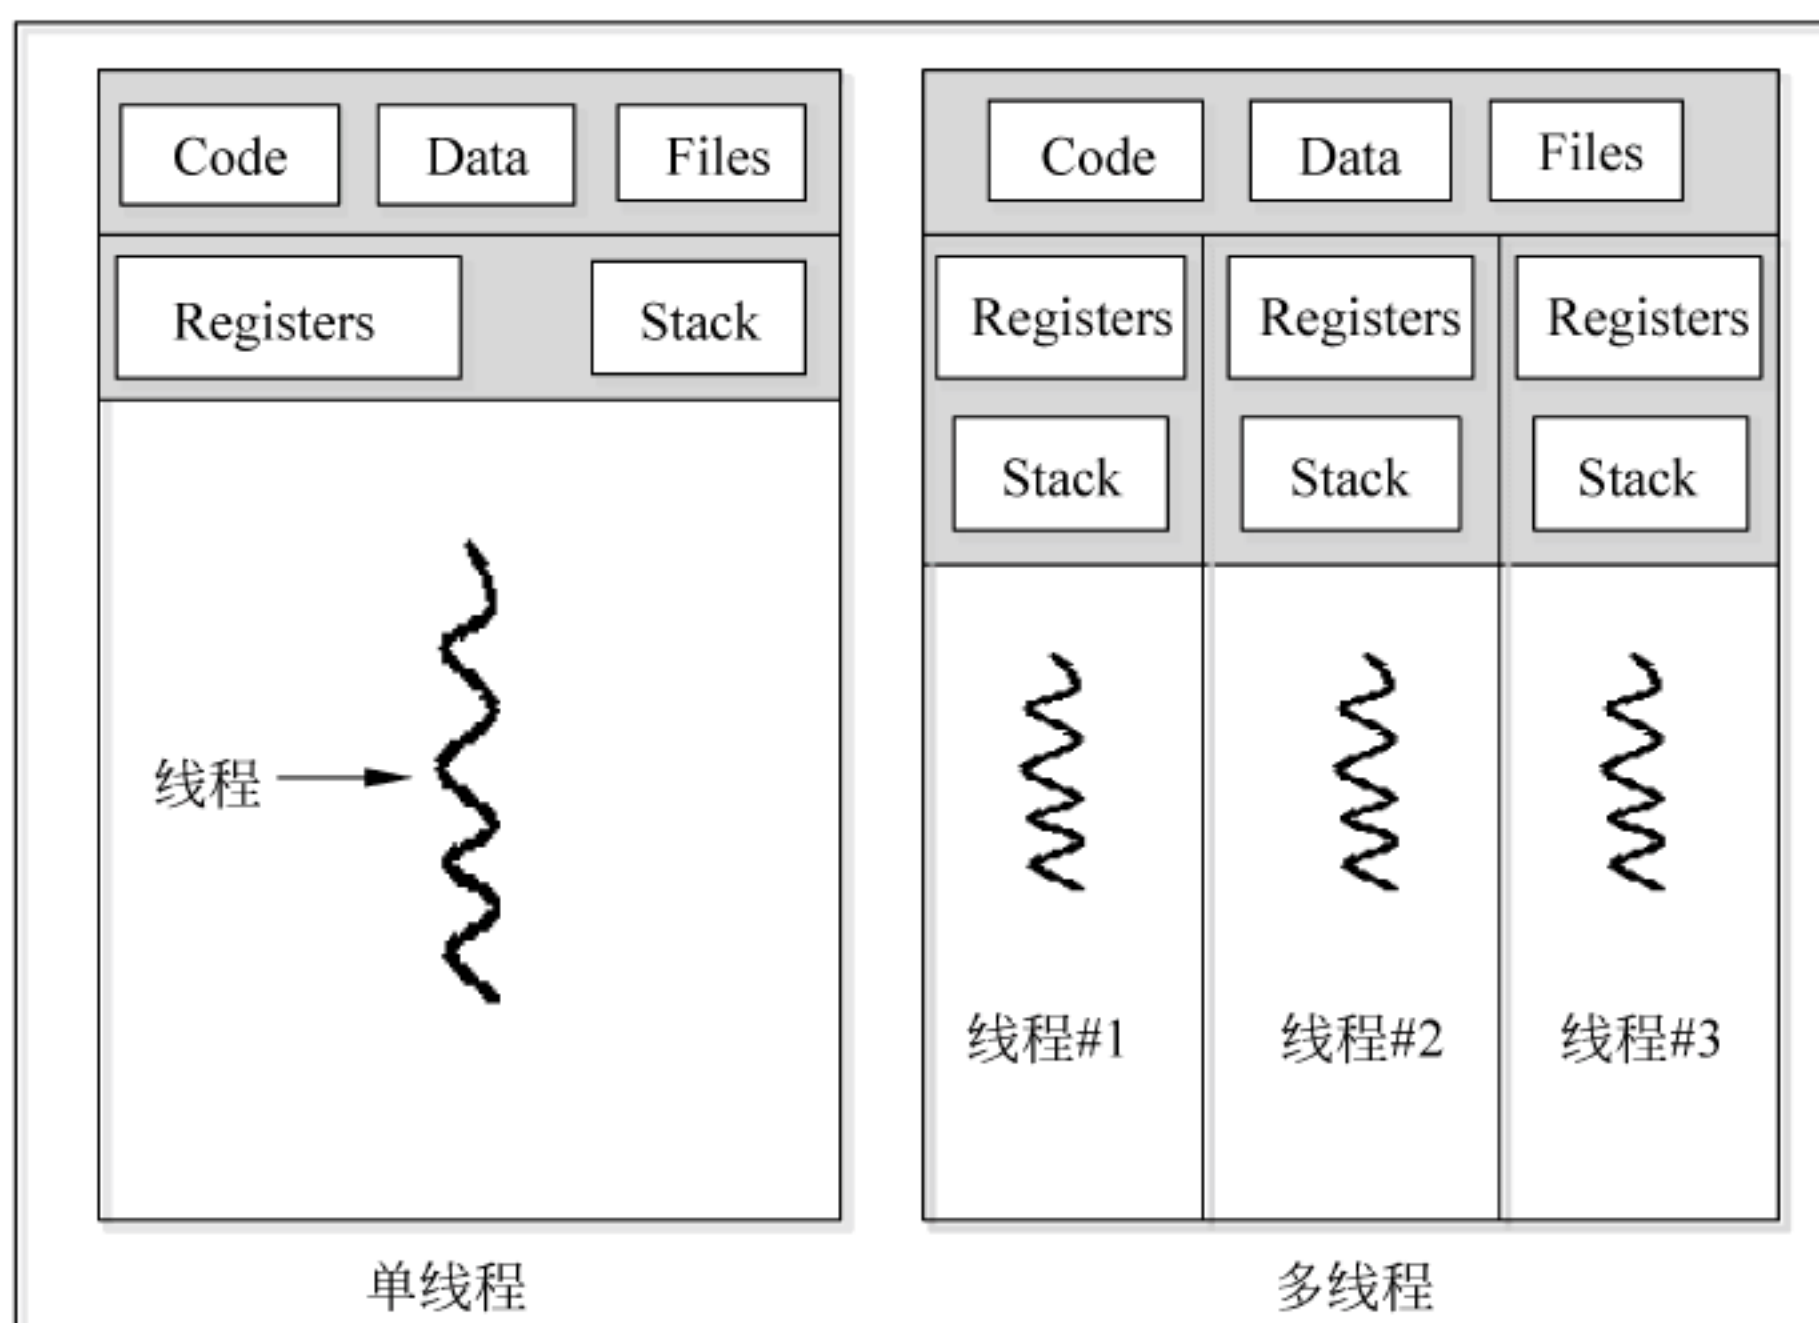 Code
Data
Files
Registers
Stack
线程
单线程
Code
Data
Files
Registers
Registers
Registers
Stack
Stack
Stack
线程#1
线程#2
线程#3
多线程